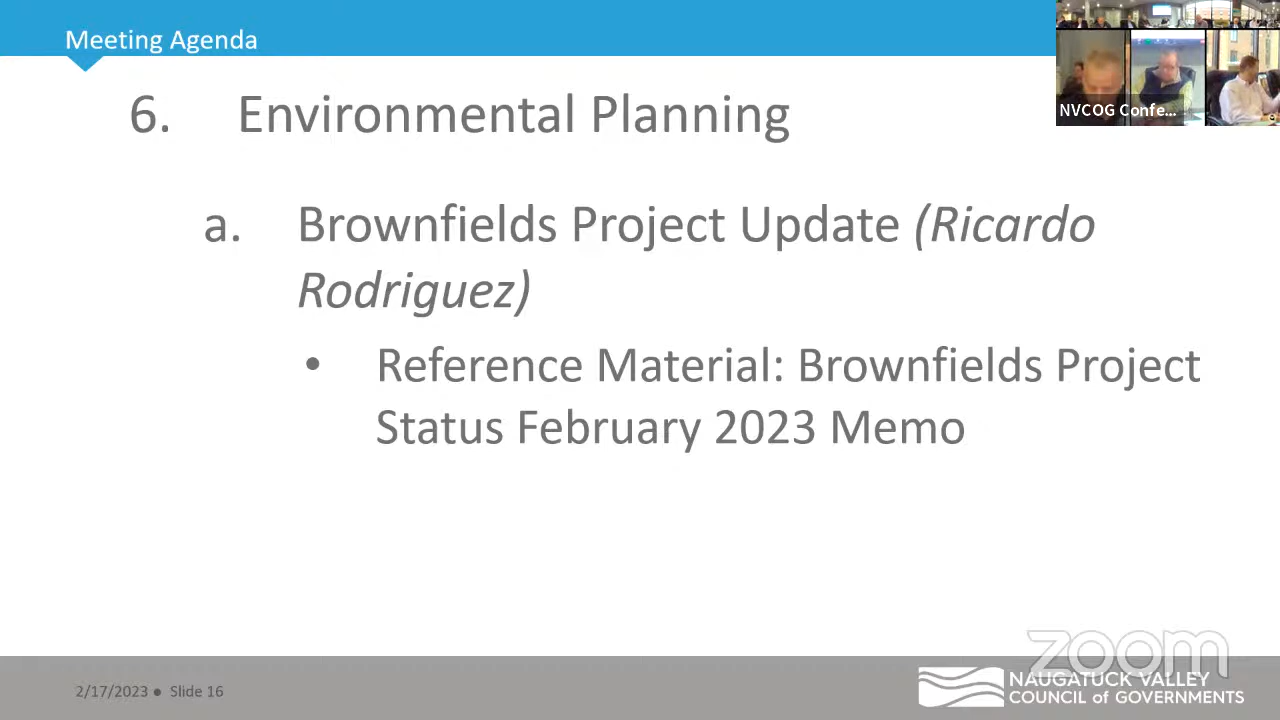 Meeting Agenda
NVCOG Confe...
6. Environmental Planning
a. Brownfields Project Update (Ricardo
Rodriguez)
• Reference Material: Brownfields Project
Status February 2023 Memo
zoom
2/17/2023 ● Slide 16
NAUGATUCK VALLEY
COUNCIL of GOVERNMENTS